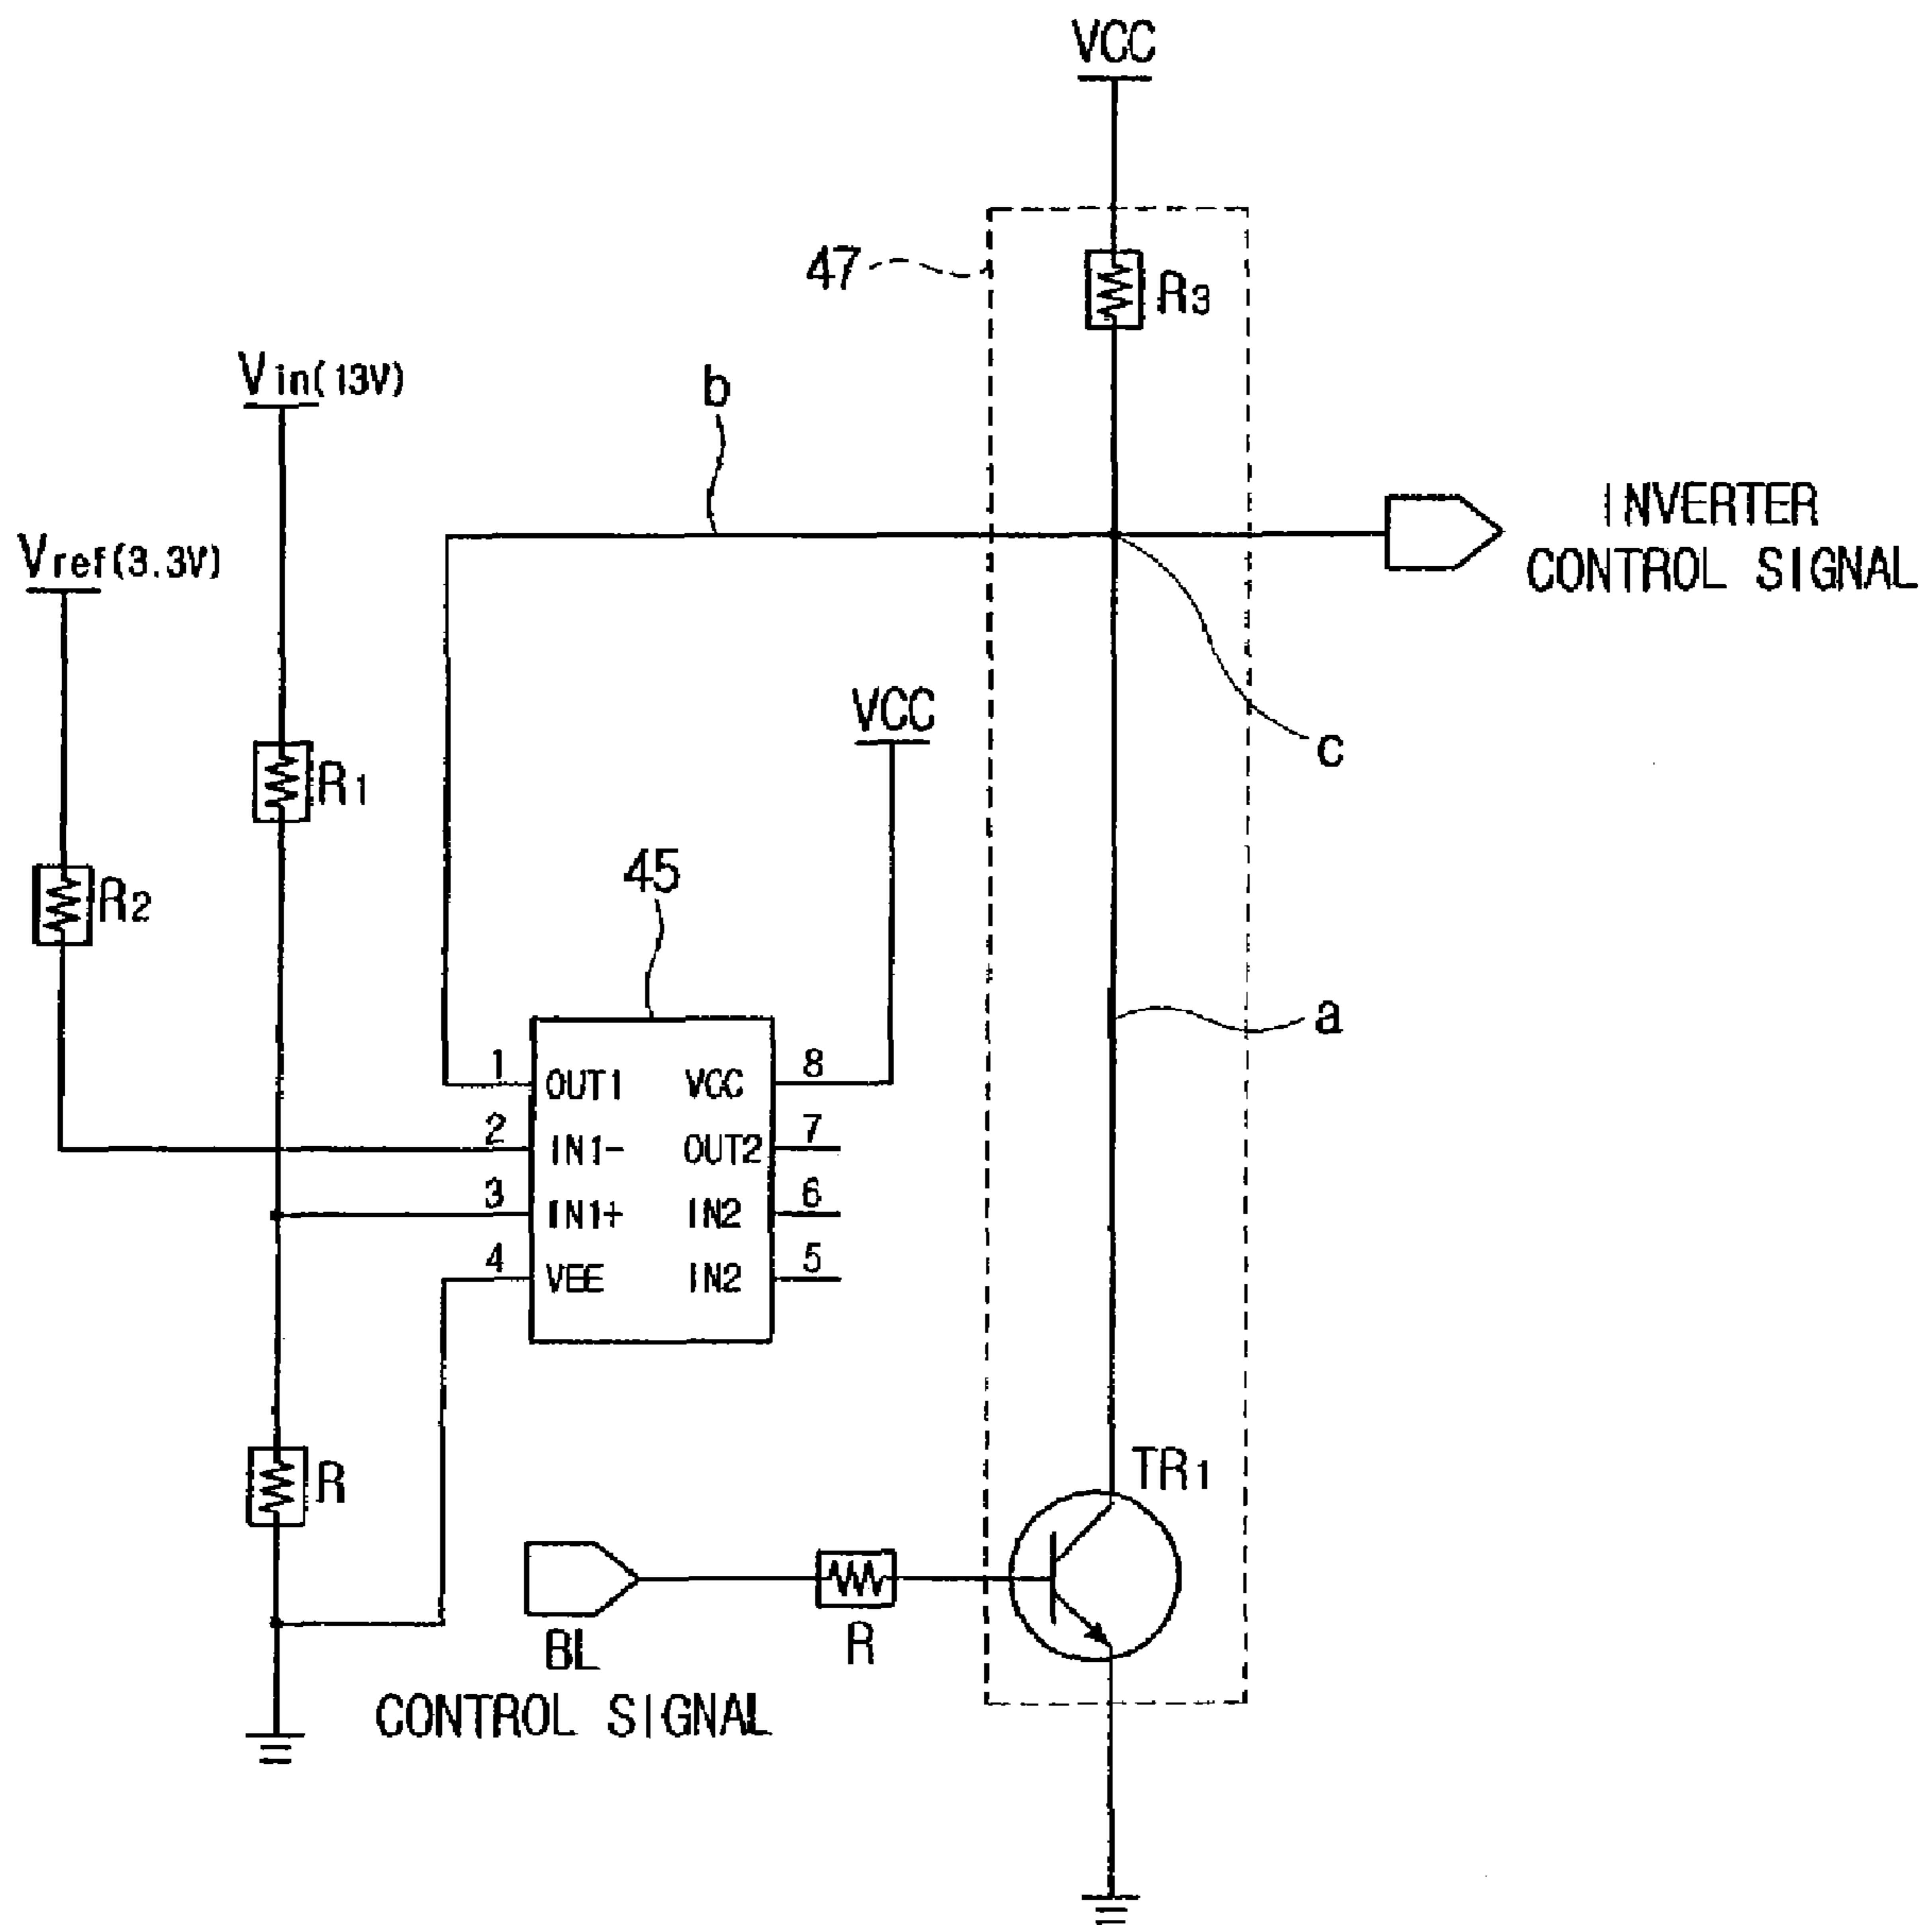 VCC
47
R3
Vin(13V)
b
INVERTER
CONTROL SIGNAL
Vref(3.3V)
VCC
c
R1
45
R2
a
1
OUT1
VCC
8
2
IN1-
OUT2
7
3
IN1+
IN2
6
4
VEE
IN2
5
TR1
R
BL
CONTROL SIGNAL
R